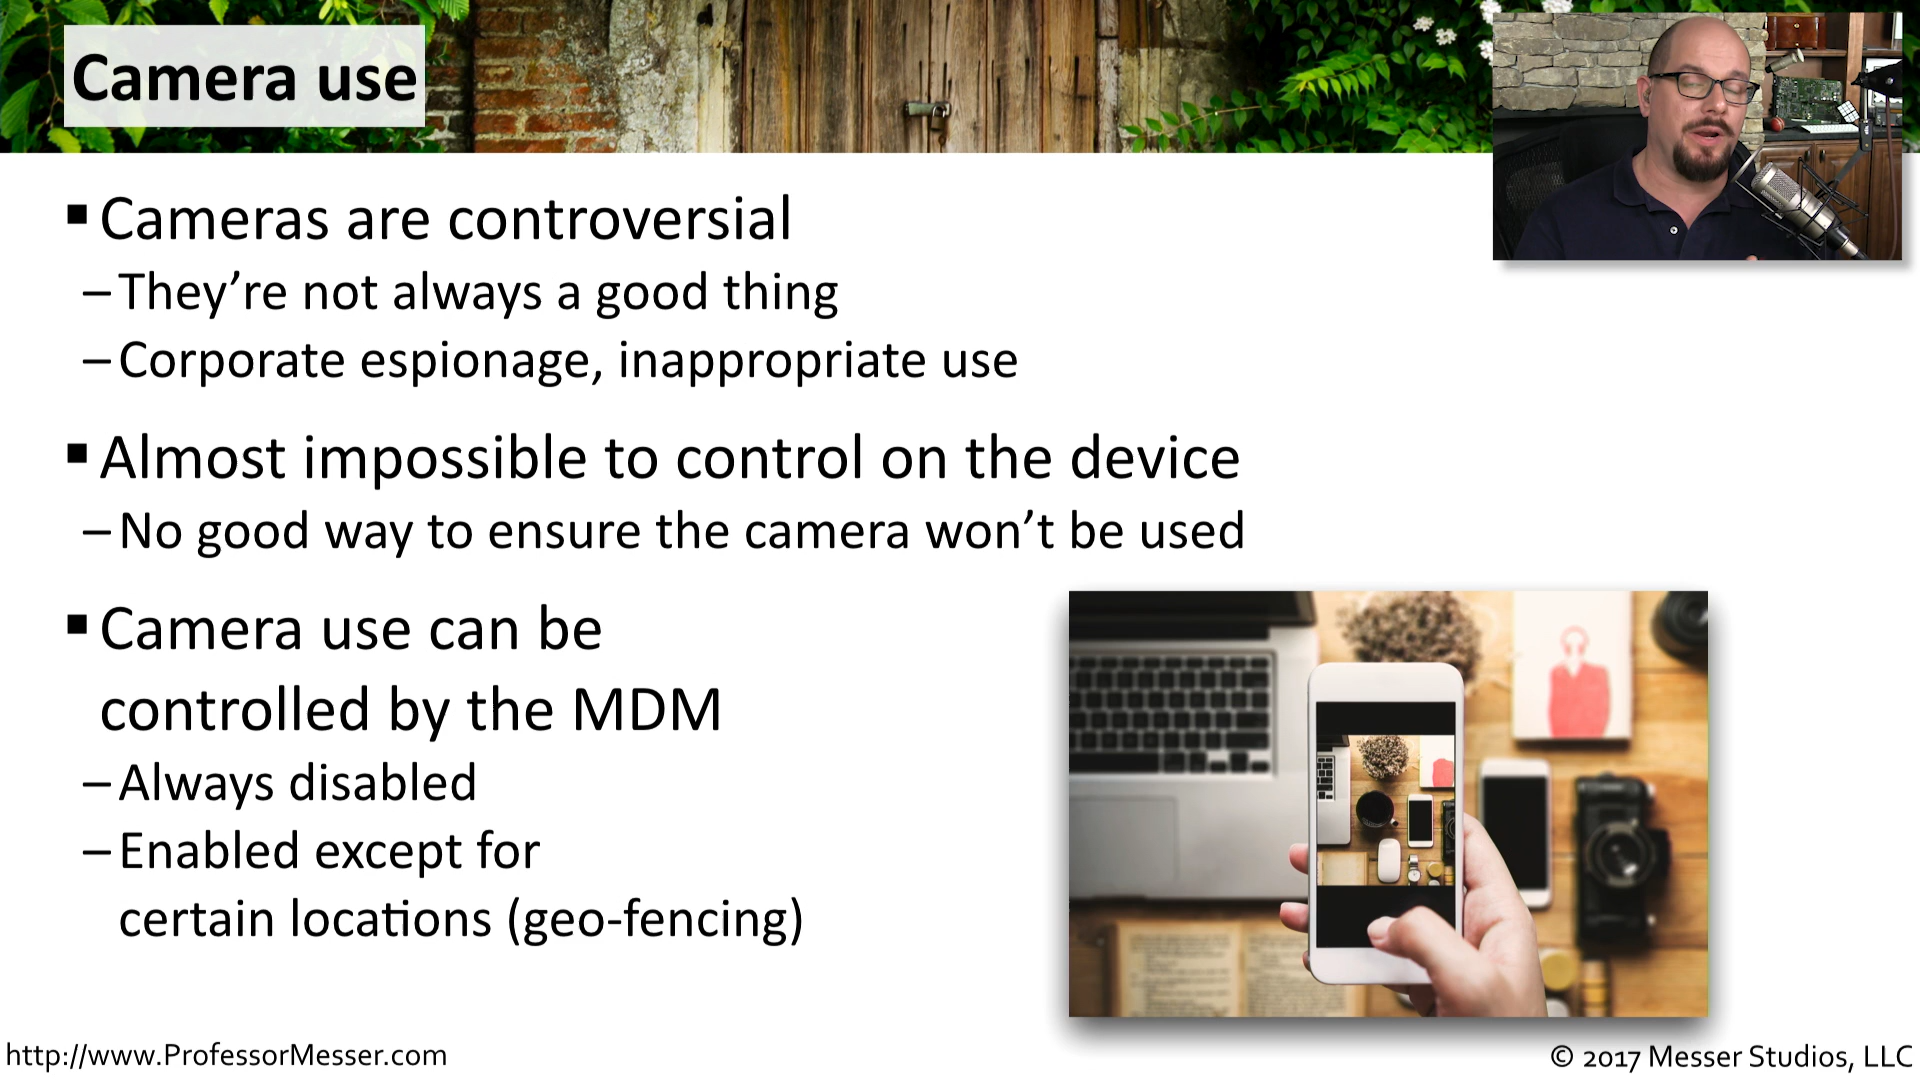 Camera use
▪ Cameras are controversial
– They’re not always a good thing
– Corporate espionage, inappropriate use
▪ Almost impossible to control on the device
– No good way to ensure the camera won’t be used
▪ Camera use can be
controlled by the MDM
– Always disabled
– Enabled except for
certain locations (geo-fencing)
http://www.ProfessorMesser.com
© 2017 Messer Studios, LLC